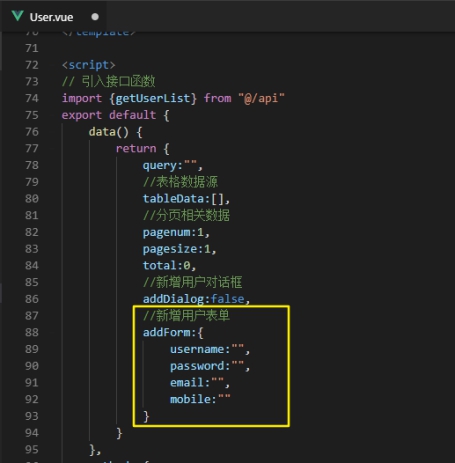 User.vue
70 </template>
71
72 <script>
73 // 引入接口函数
74 import {getUserList} from "@/api"
75 export default {
76 data() {
77 return {
78 query:"",
79 //表格数据源
80 tableData:[],
81 //分页相关数据
82 pagenum:1,
83 pagesize:1,
84 total:0,
85 //新增用户对话框
86 addDialog:false,
87 //新增用户表单
88 addForm:{
89 username:"",
90 password:"",
91 email:"",
92 mobile:""
93 }
94 }
95 },